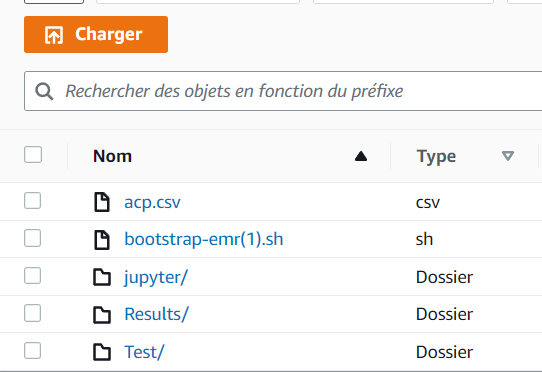 Charger
Rechercher des objets en fonction du préfixe
Nom Type
acp.csv csv
bootstrap-emr(1).sh sh
jupyter/ Dossier
Results/ Dossier
Test/ Dossier